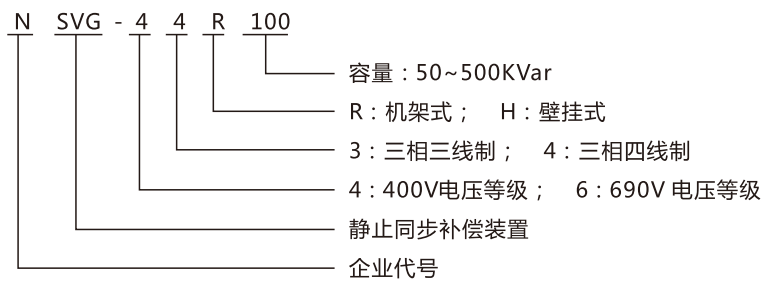 N SVG - 4 4 R 100
容量：50~500KVar
R：机架式； H：壁挂式
3：三相三线制； 4：三相四线制
4：400V电压等级； 6：690V 电压等级
静止同步补偿装置
企业代号